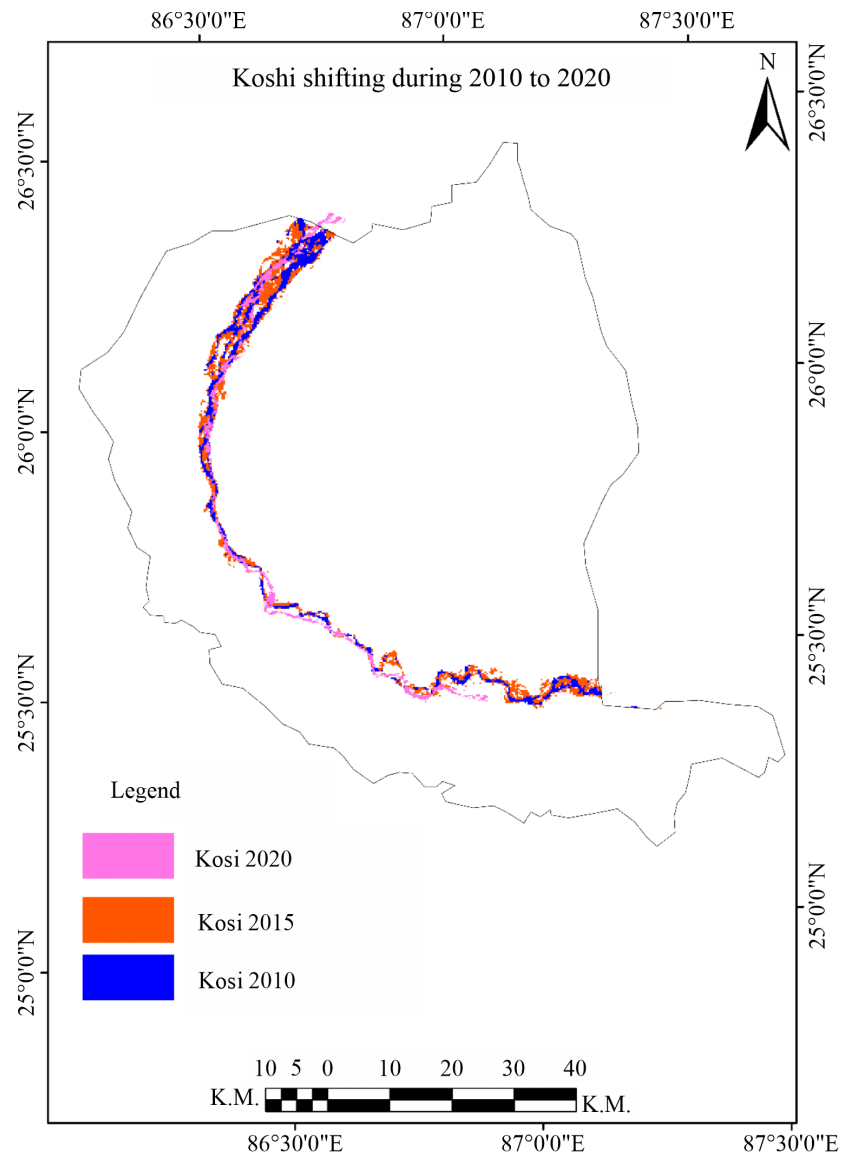 86°30'0"E 87°0'0"E 87°30'0"E
Koshi shifting during 2010 to 2020
N
26°30'0"N
26°30'0"N
26°0'0"N
26°0'0"N
25°30'0"N
25°30'0"N
Legend
Kosi 2020
Kosi 2015
Kosi 2010
25°0'0"N
25°0'0"N
10 5 0 10 20 30 40
K.M. K.M.
86°30'0"E 87°0'0"E 87°30'0"E